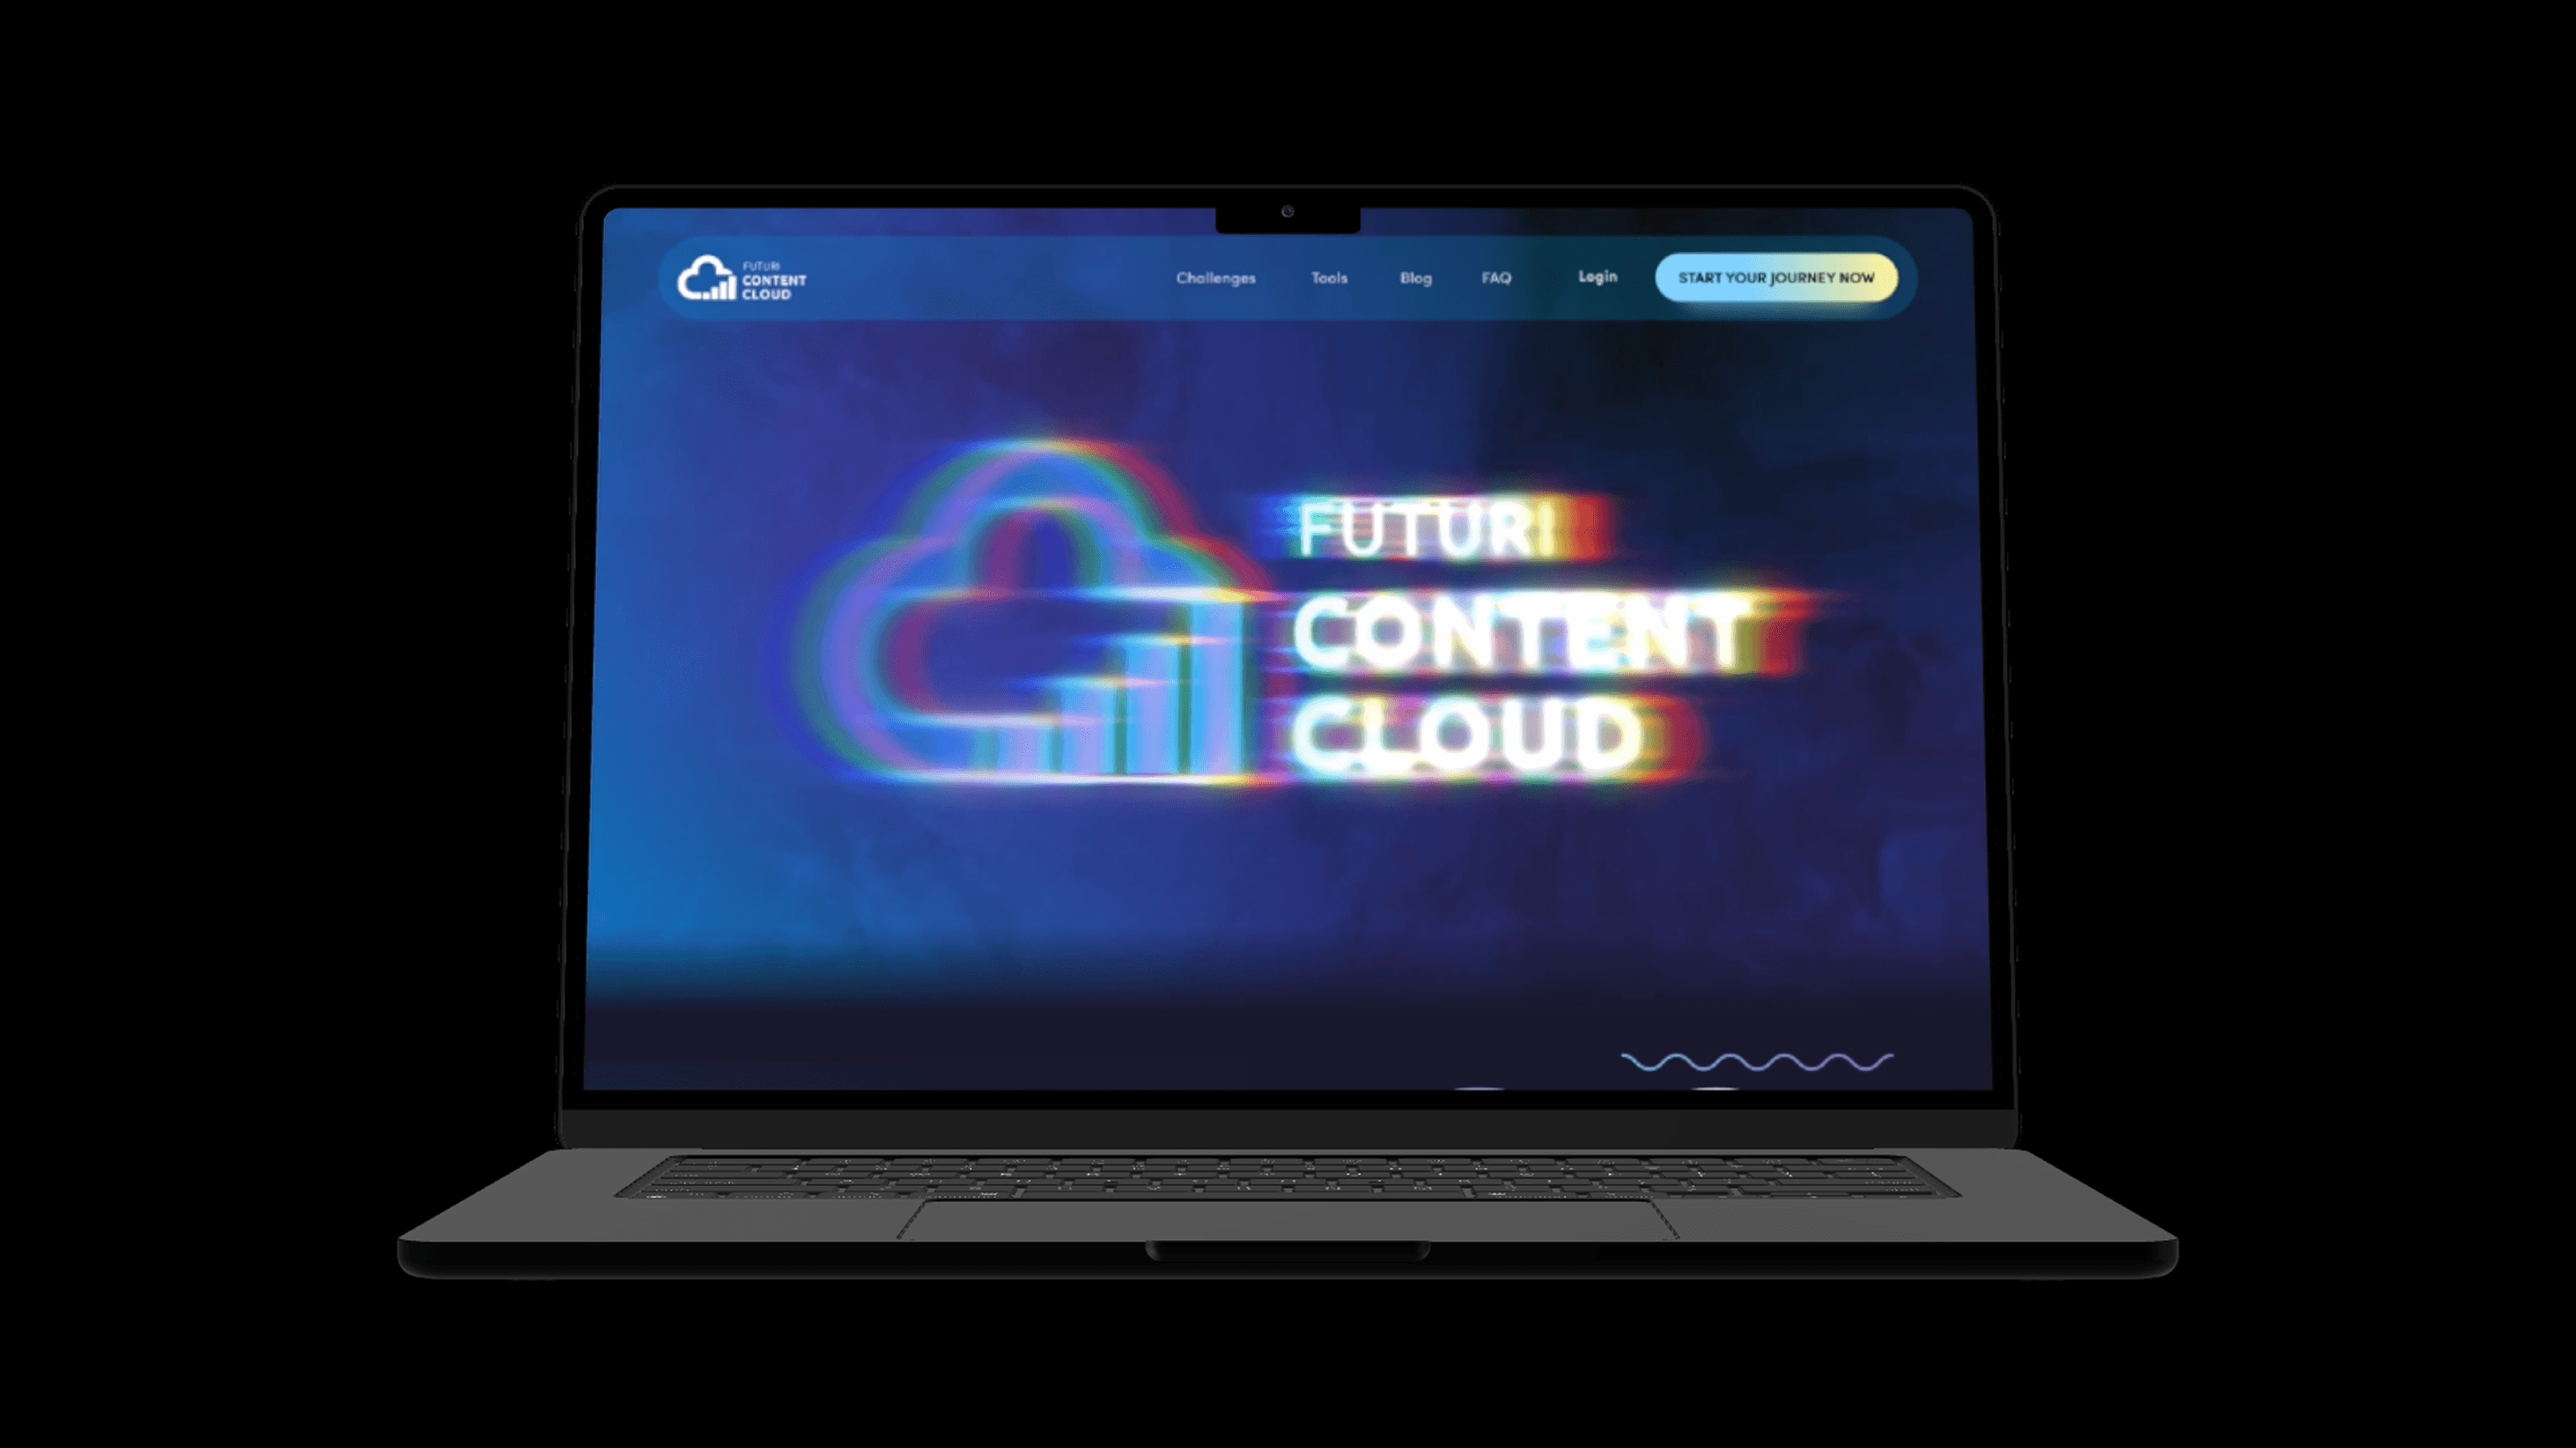 FUTURI
CONTENT
CLOUD
Challenges Tools Blog FAQ Login START YOUR JOURNEY NOW
FUTURI
CONTENT
CLOUD